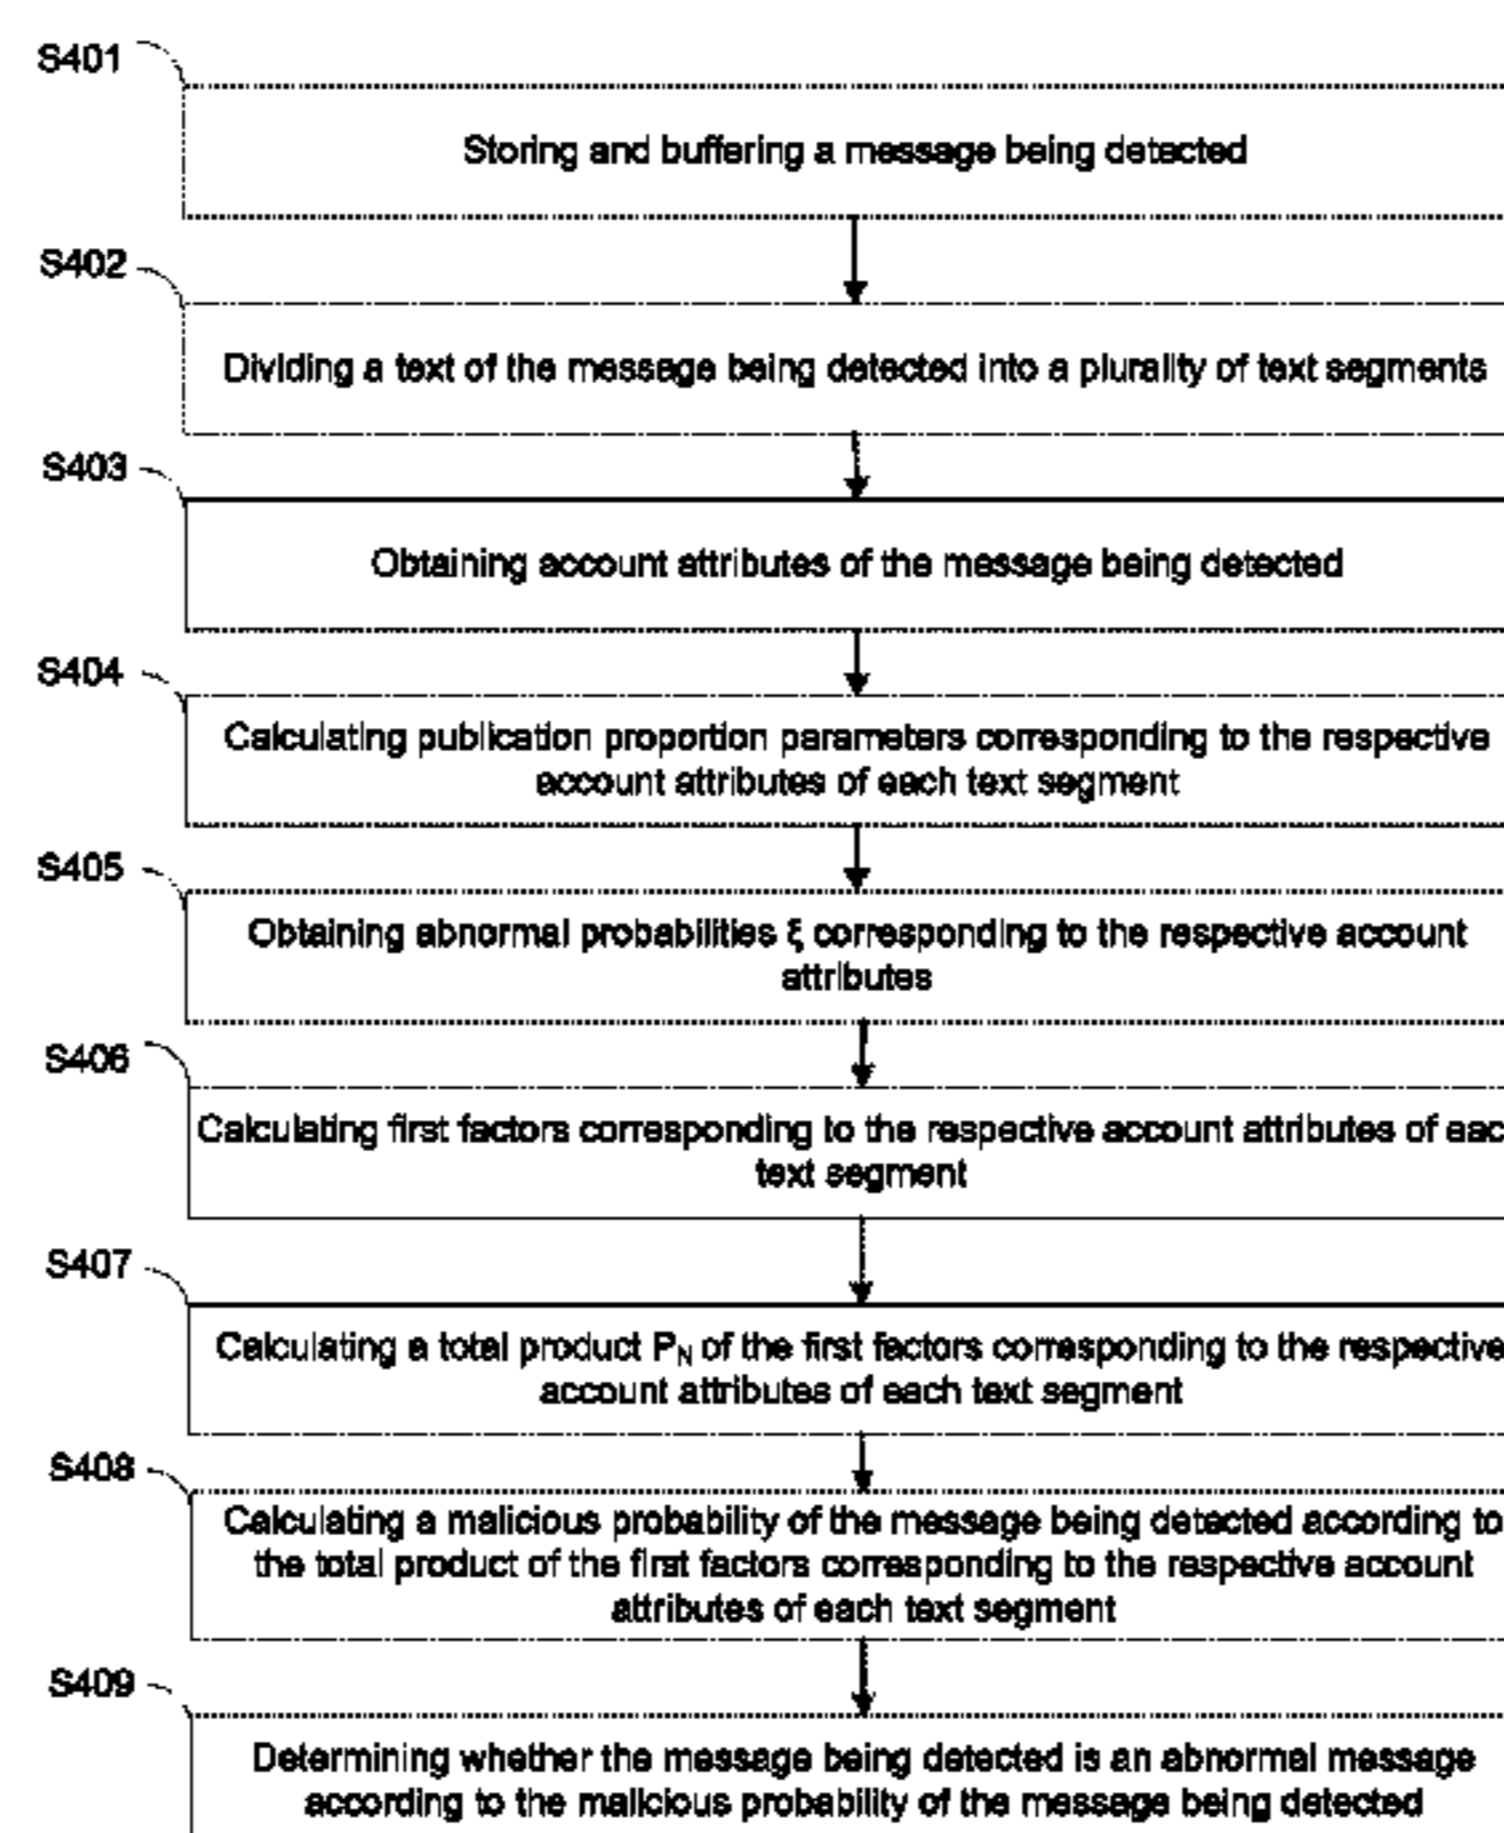 S401
Storing and buffering a message being detected
S402
Dividing a text of the message being detected into a plurality of text segments
S403
Obtaining account attributes of the message being detected
S404
Calculating publication proportion parameters corresponding to the respective
account attributes of each text segment
S405
Obtaining abnormal probabilities ξ corresponding to the respective account
attributes
S406
Calculating first factors corresponding to the respective account attributes of eac
text segment
S407
Calculating a total product PN of the first factors corresponding to the respective
account attributes of each text segment
S408
Calculating a malicious probability of the message being detected according to
the total product of the first factors corresponding to the respective account
attributes of each text segment
S409
Determining whether the message being detected is an abnormal message
according to the malicious probability of the message being detected